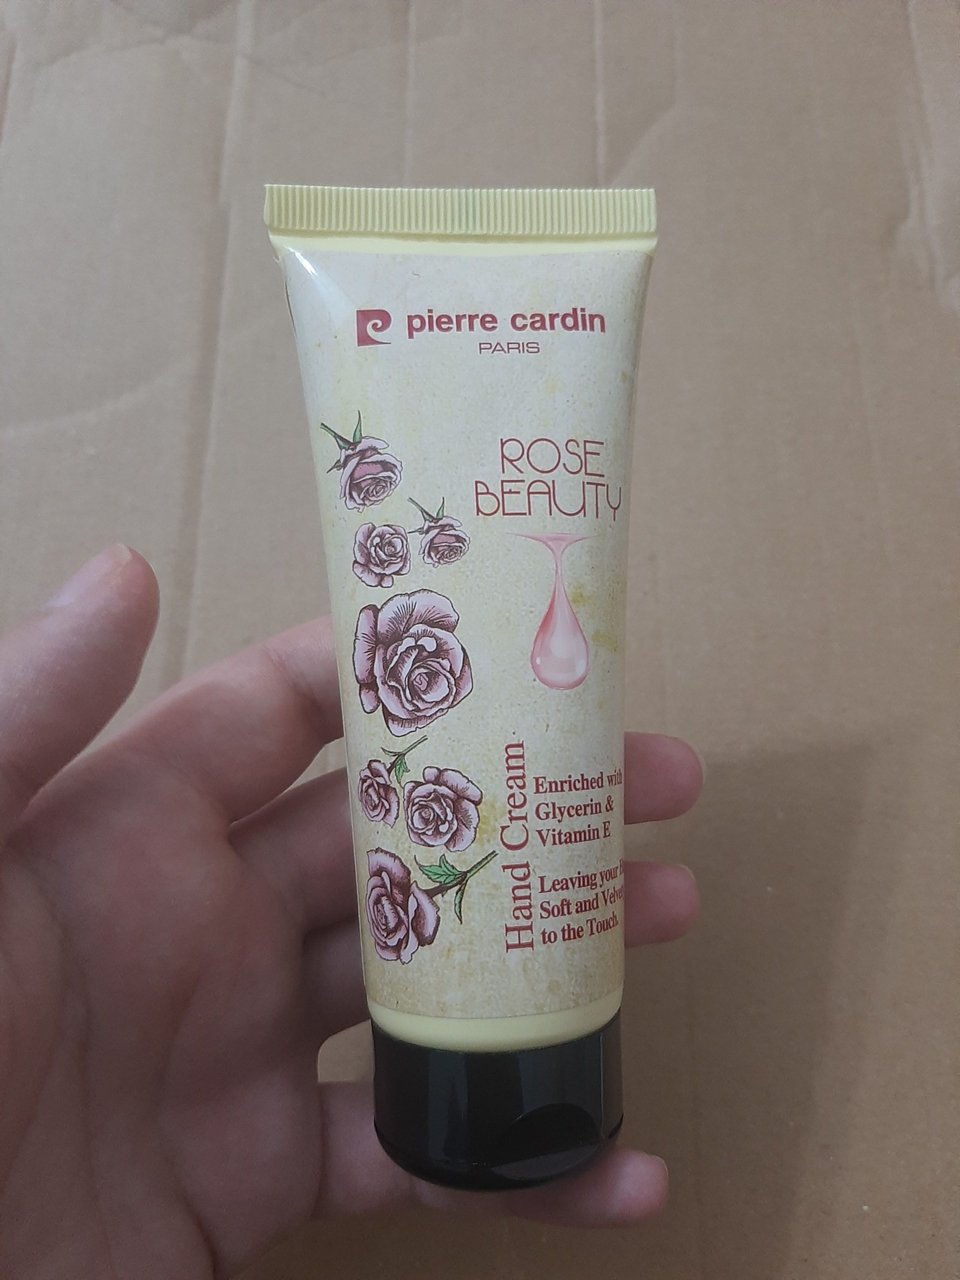 pierre cardin
PARIS
ROSE
BEAUTY
Hand Cream
Enriched with
Glycerin &
Vitamin E
Leaving your
Soft and
to the Touch.